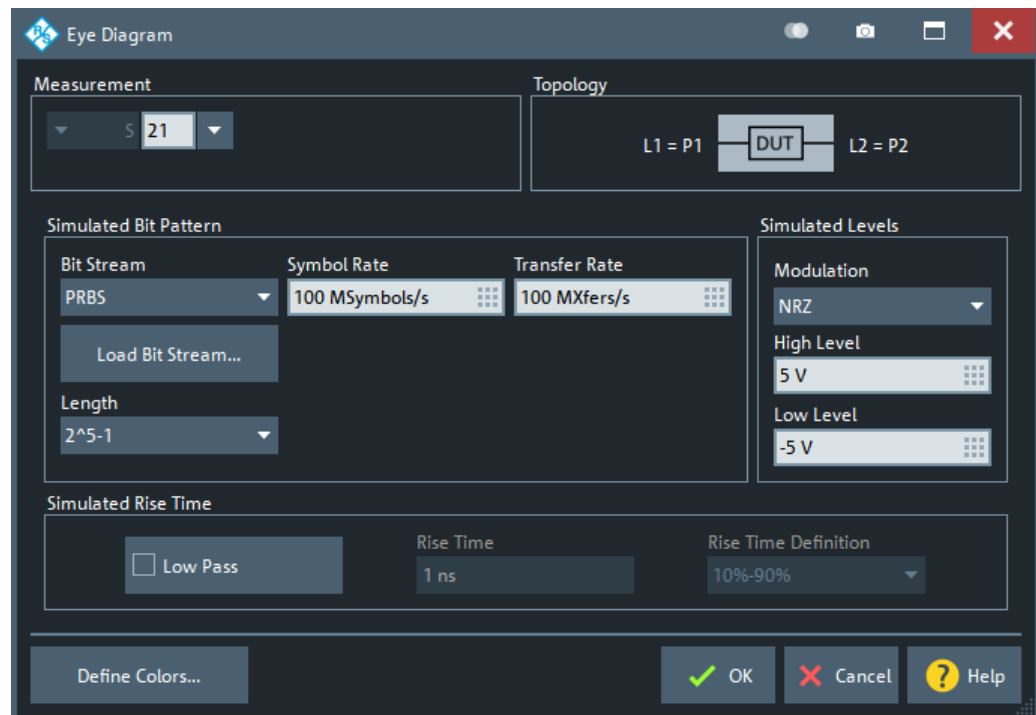 R&S Eye Diagram
Measurement
S 21
Topology
L1 = P1 DUT L2 = P2
Simulated Bit Pattern
Bit Stream Symbol Rate Transfer Rate
PRBS 100 MSymbols/s 100 MXfers/s
Load Bit Stream...
Length
2^5-1
Simulated Levels
Modulation
NRZ
High Level
5 V
Low Level
-5 V
Simulated Rise Time
Low Pass
Rise Time Rise Time Definition
1 ns 10%-90%
Define Colors... OK Cancel ? Help